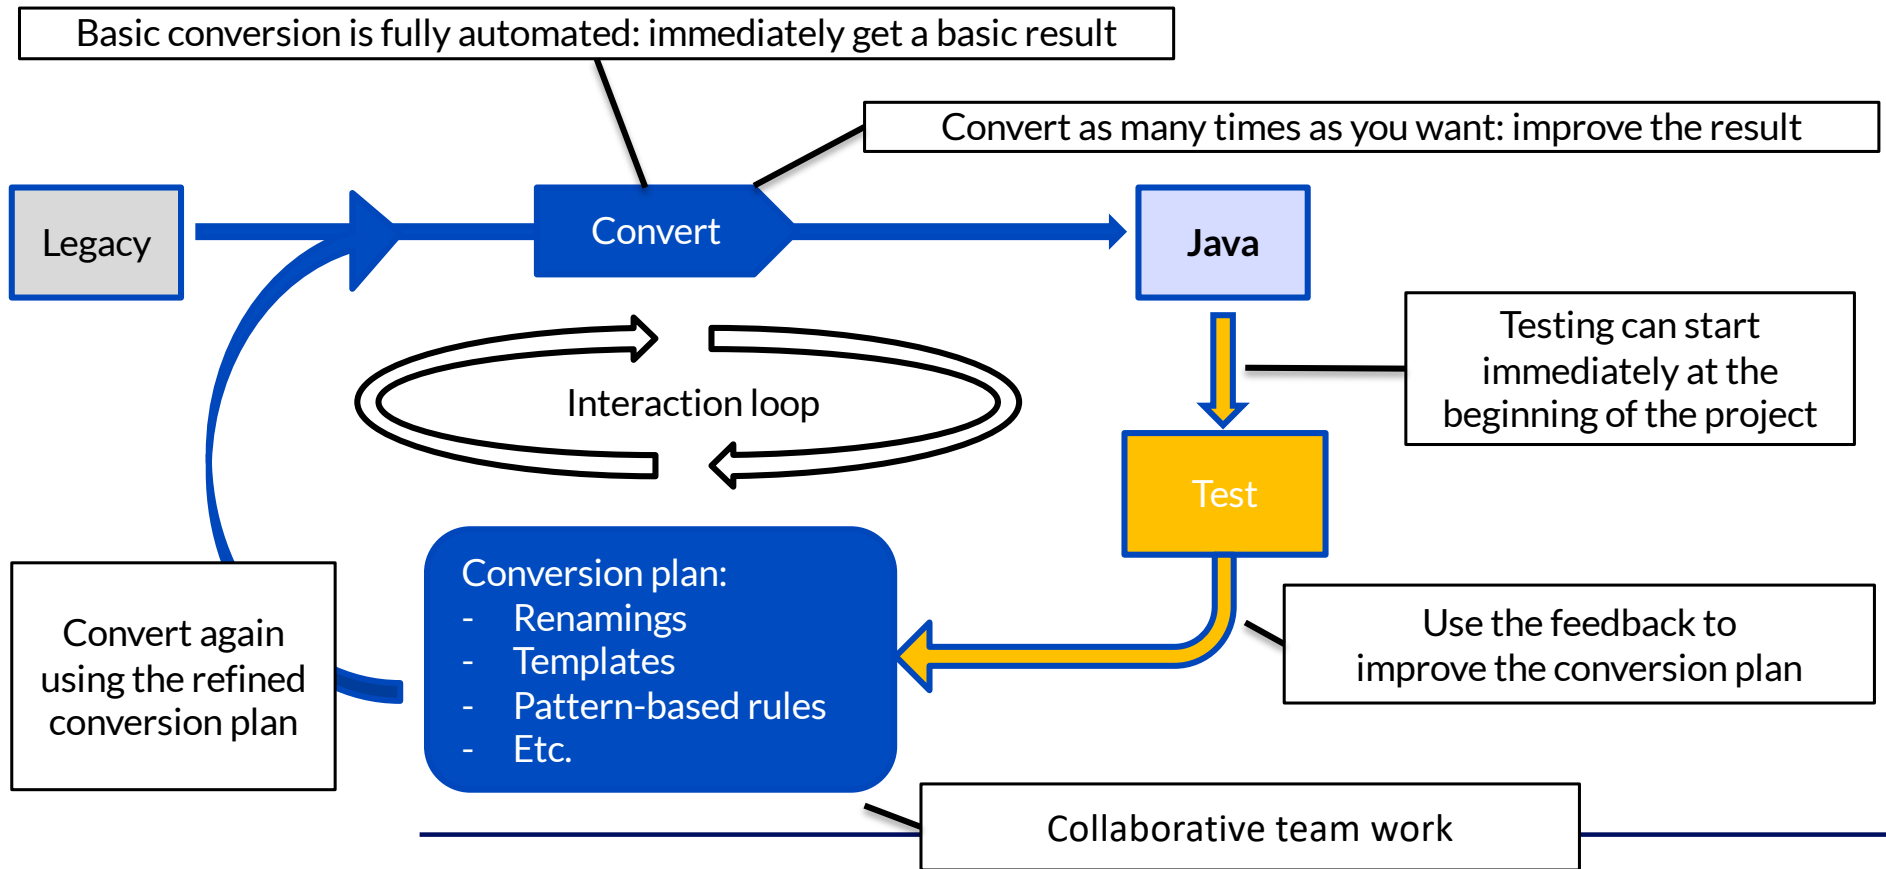 Basic conversion is fully automated: immediately get a basic result
Convert as many times as you want: improve the result
Legacy
Convert
Java
Testing can start
immediately at the
beginning of the project
Interaction loop
Test
Conversion plan:
- Renamings
- Templates
- Pattern-based rules
- Etc.
Use the feedback to
improve the conversion plan
Convert again
using the refined
conversion plan
Collaborative team work